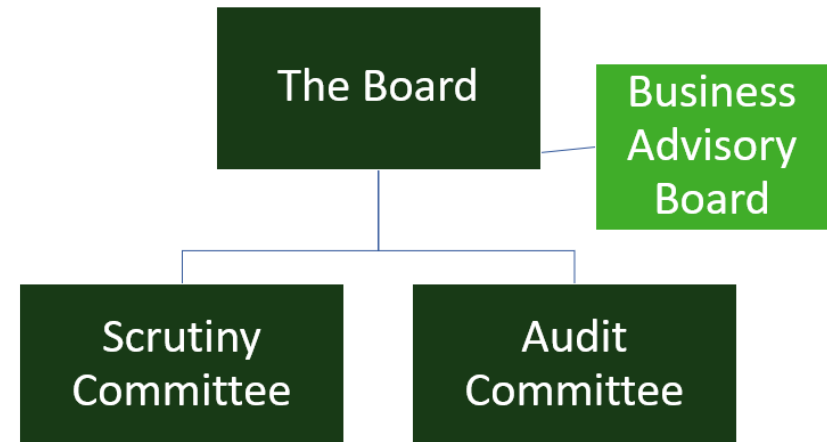 The Board
Business
Advisory
Board
Scrutiny
Committee
Audit
Committee